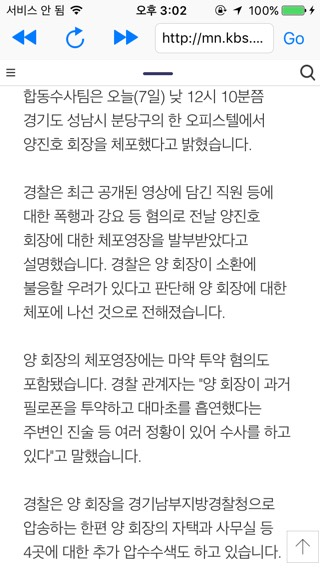 서비스 안 됨 오후 3:02 100%
http://mn.kbs.... Go
합동수사팀은 오늘(7일) 낮 12시 10분쯤
경기도 성남시 분당구의 한 오피스텔에서
양진호 회장을 체포했다고 밝혔습니다.
경찰은 최근 공개된 영상에 담긴 직원 등에
대한 폭행과 강요 등 혐의로 전날 양진호
회장에 대한 체포영장을 발부받았다고
설명했습니다. 경찰은 양 회장이 소환에
불응할 우려가 있다고 판단해 양 회장에 대한
체포에 나선 것으로 전해졌습니다.
양 회장의 체포영장에는 마약 투약 혐의도
포함됐습니다. 경찰 관계자는 "양 회장이 과거
필로폰을 투약하고 대마초를 흡연했다는
주변인 진술 등 여러 정황이 있어 수사를 하고
있다"고 말했습니다.
경찰은 양 회장을 경기남부지방경찰청으로
압송하는 한편 양 회장의 자택과 사무실 등
4곳에 대한 추가 압수수색도 하고 있습니다.